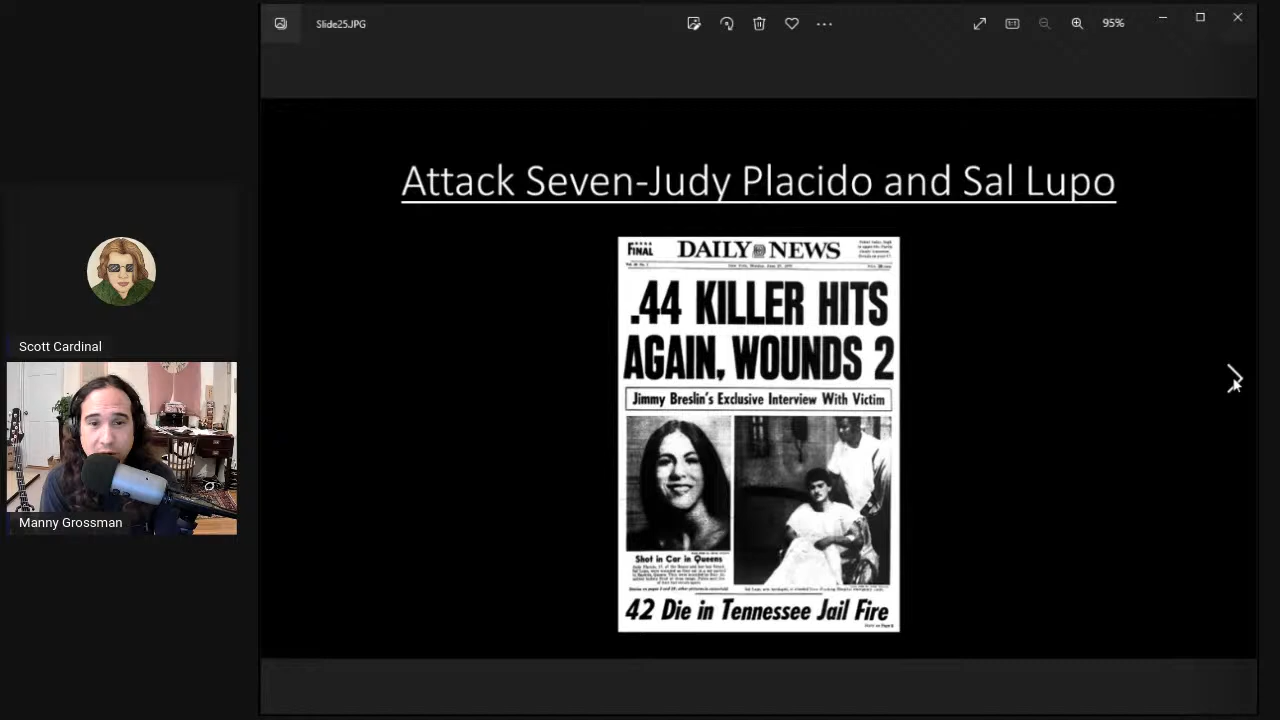 Slide25.JPG
95%
Attack Seven-Judy Placido and Sal Lupo
FINAL
DAILY NEWS
.44 KILLER HITS
AGAIN, WOUNDS 2
Jimmy Breslin's Exclusive Interview With Victim
Shot in Car in Queens
42 Die in Tennessee Jail Fire
Scott Cardinal
Manny Grossman